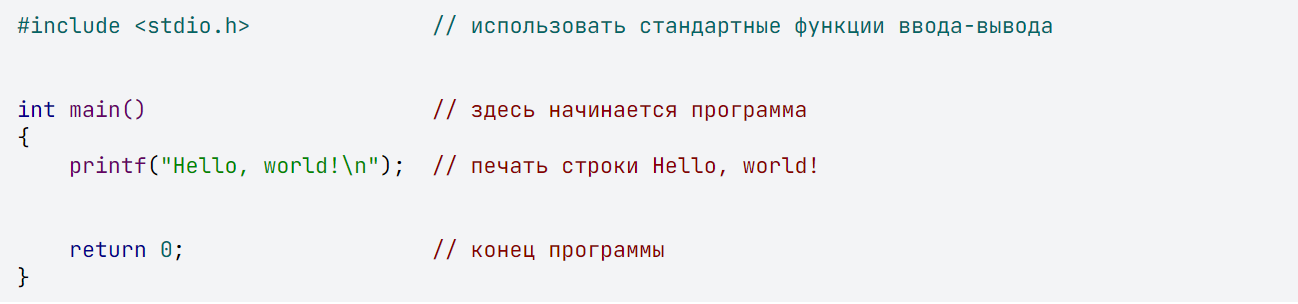 #include <stdio.h>              // использовать стандартные функции ввода-вывода
int main()                      // здесь начинается программа
{
    printf("Hello, world!\n");  // печать строки Hello, world!
    return 0;                   // конец программы
}